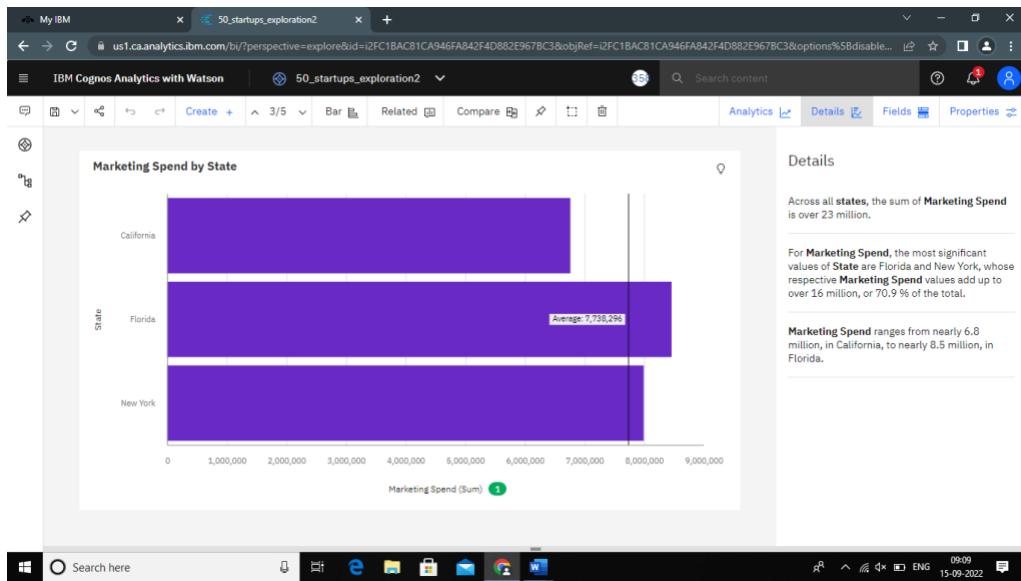 My IBM
50_startups_exploration2
us1.ca.analytics.ibm.com/bi/?perspective=explore&id=i2FC1BAC81CA946FA842F4D882E967BC3&objRef=i2FC1BAC81CA946FA842F4D882E967BC3&options%5Bdisable...
IBM Cognos Analytics with Watson
50_startups_exploration2
Search content
1
Create +
3/5
Bar
Related
Compare
Analytics
Details
Fields
Properties
Marketing Spend by State
California
Florida
New York
State
Average: 7,738,296
0 1,000,000 2,000,000 3,000,000 4,000,000 5,000,000 6,000,000 7,000,000 8,000,000 9,000,000
Marketing Spend (Sum) 1
Details
Across all states, the sum of Marketing Spend
is over 23 million.
For Marketing Spend, the most significant
values of State are Florida and New York, whose
respective Marketing Spend values add up to
over 16 million, or 70.9 % of the total.
Marketing Spend ranges from nearly 6.8
million, in California, to nearly 8.5 million, in
Florida.
Search here
ENG
09:09
15-09-2022